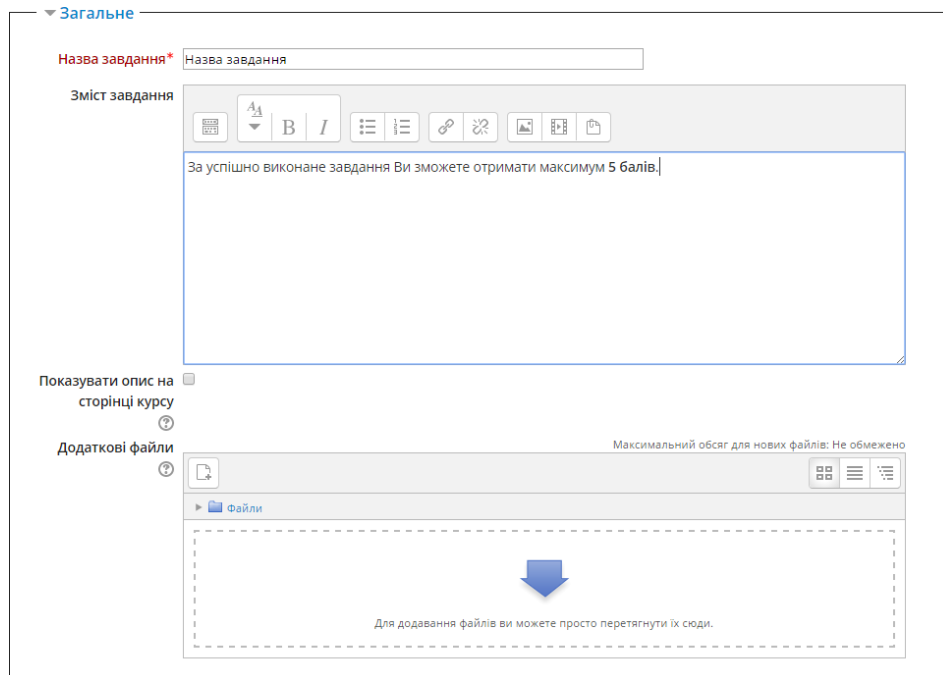 Загальне
Назва завдання*
Назва завдання
Зміст завдання
За успішно виконане завдання Ви зможете отримати максимум 5 балів.
Показувати опис на
сторінці курсу
Додаткові файли
Максимальний обсяг для нових файлів: Не обмежено
Файли
Для додавання файлів ви можете просто перетягнути їх сюди.